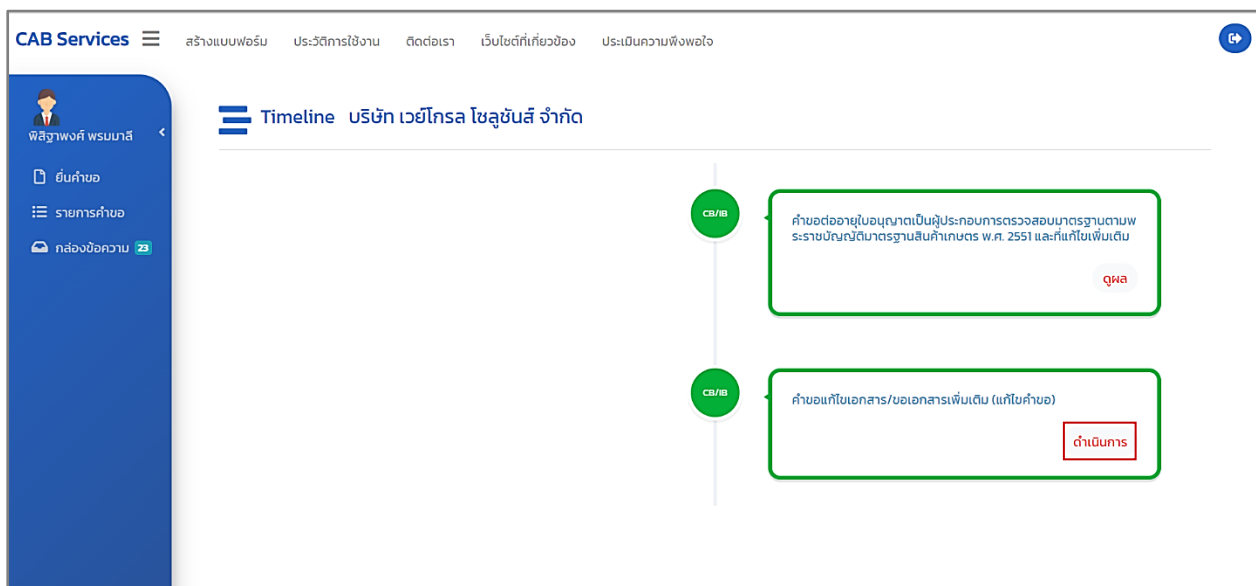 CAB Services สร้างแบบฟอร์ม ประวัติการใช้งาน ติดต่อเรา เว็บไซต์ที่เกี่ยวข้อง ประเมินความพึงพอใจ
พิสิฐาพงศ์ พรมมาลี
ยื่นคำขอ
รายการคำขอ
กล่องข้อความ 23
Timeline บริษัท เวย์โกรล โซลูชันส์ จำกัด
CB/IB
คำขอต่ออายุใบอนุญาตเป็นผู้ประกอบการตรวจสอบมาตรฐานตามพ
ระราชบัญญัติมาตรฐานสินค้าเกษตร พ.ศ. 2551 และที่แก้ไขเพิ่มเติม
ดูผล
CB/IB
คำขอแก้ไขเอกสาร/ขอเอกสารเพิ่มเติม (แก้ไขคำขอ)
ดำเนินการ